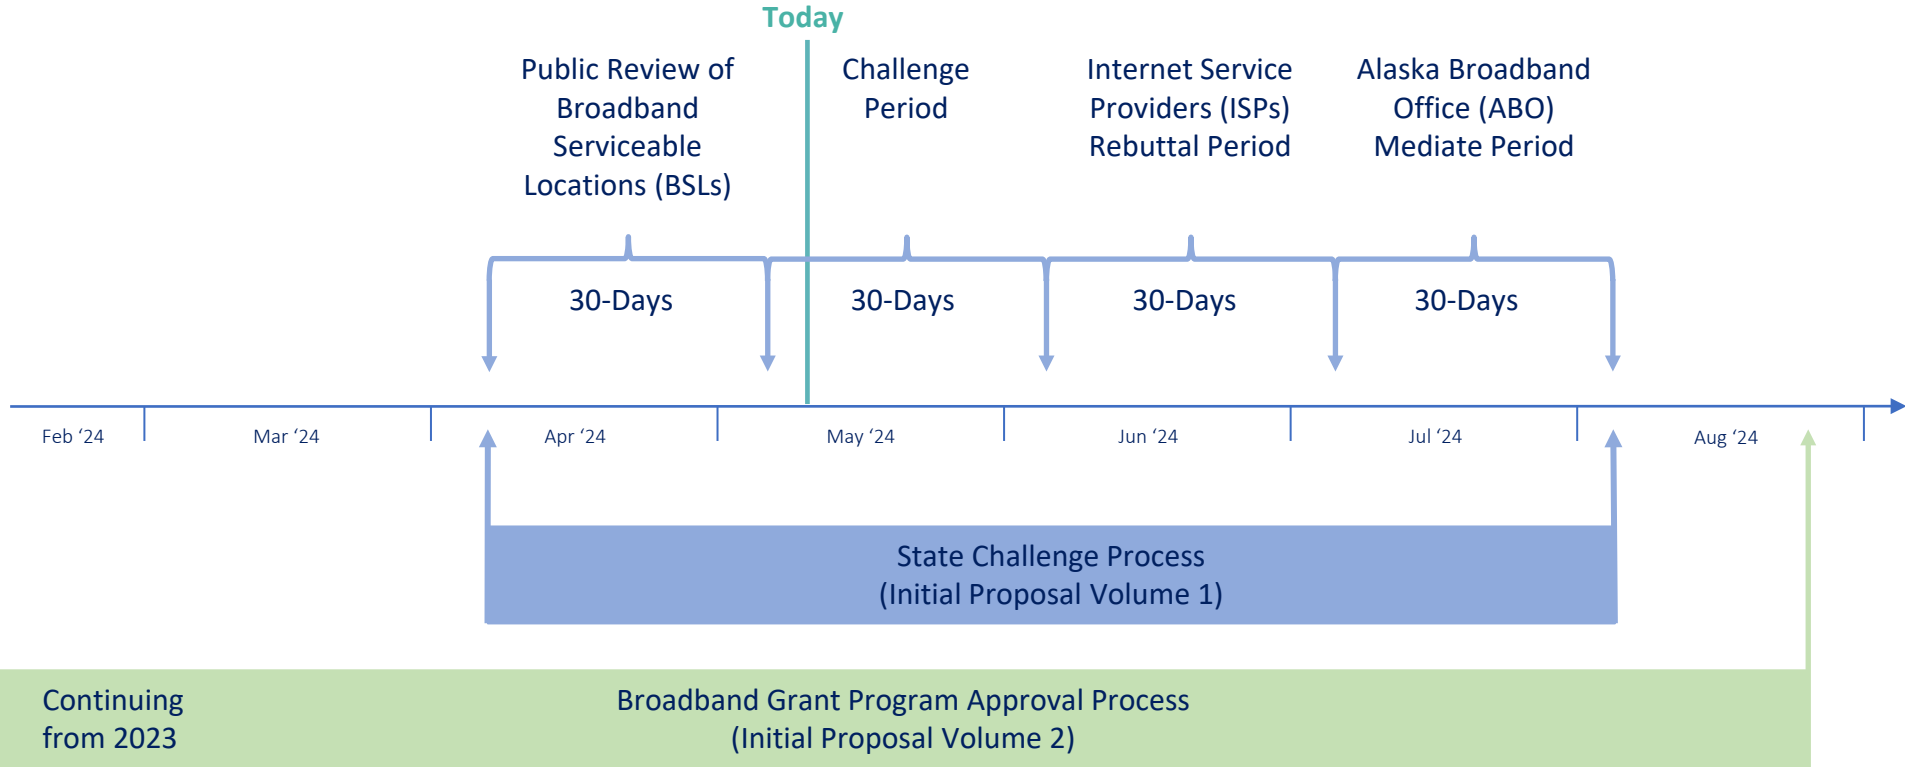 Today
Public Review of
Broadband
Serviceable
Locations (BSLs)
Challenge
Period
Internet Service
Providers (ISPs)
Rebuttal Period
Alaska Broadband
Office (ABO)
Mediate Period
30-Days
30-Days
30-Days
30-Days
Feb ‘24
Mar ‘24
Apr ‘24
May ‘24
Jun ‘24
Jul ‘24
Aug ‘24
State Challenge Process
(Initial Proposal Volume 1)
Continuing
from 2023
Broadband Grant Program Approval Process
(Initial Proposal Volume 2)